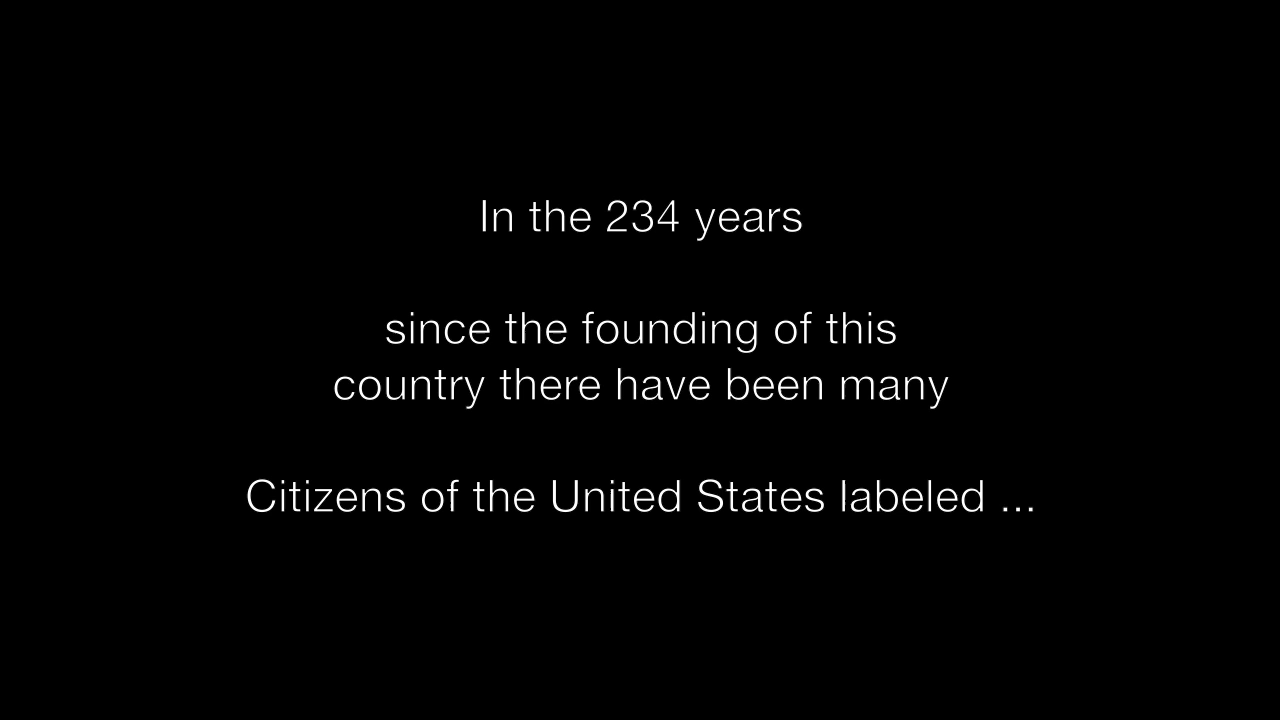 In the 234 years
since the founding of this
country there have been many
Citizens of the United States labeled ...